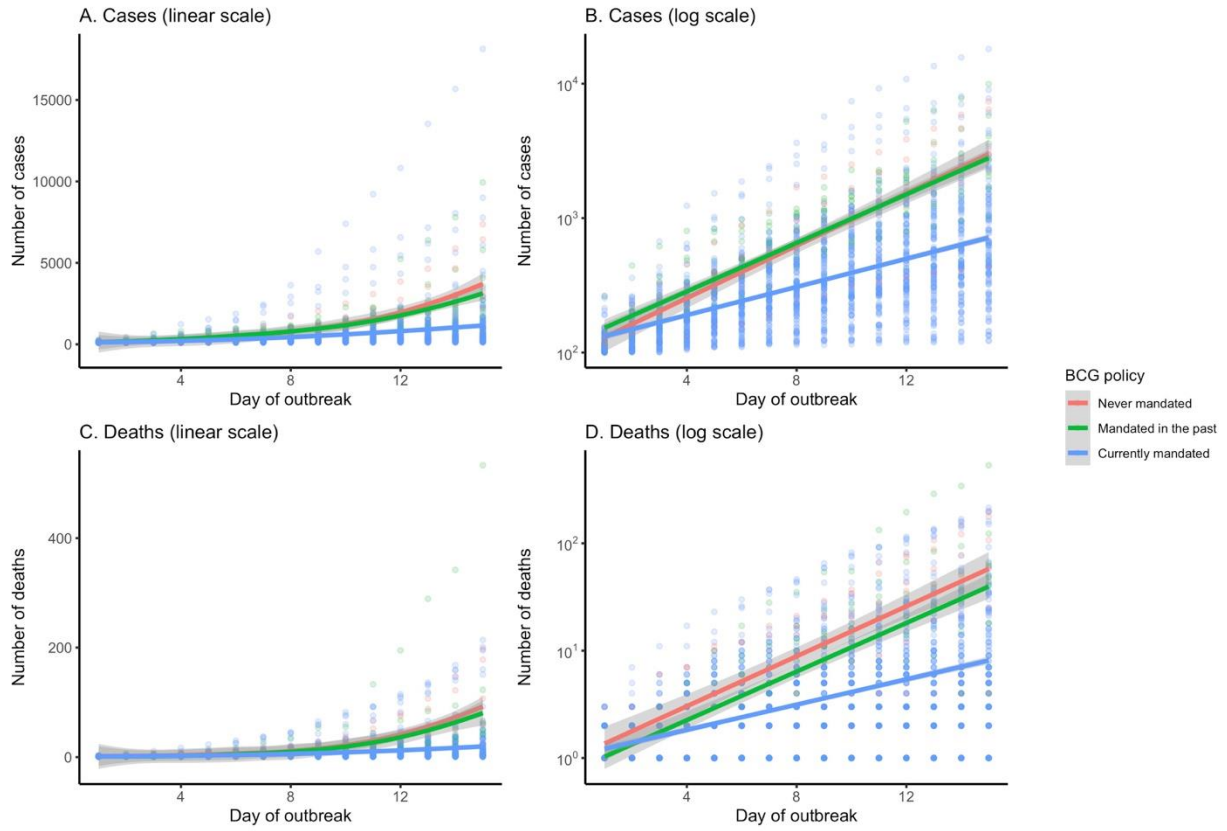 A. Cases (linear scale)
Number of cases
15000
10000
5000
0
4
8
12
Day of outbreak
B. Cases (log scale)
Number of cases
10⁴
10³
10²
4
8
12
Day of outbreak
C. Deaths (linear scale)
Number of deaths
400
200
0
4
8
12
Day of outbreak
D. Deaths (log scale)
Number of deaths
10²
10¹
10⁰
4
8
12
Day of outbreak
BCG policy
Never mandated
Mandated in the past
Currently mandated